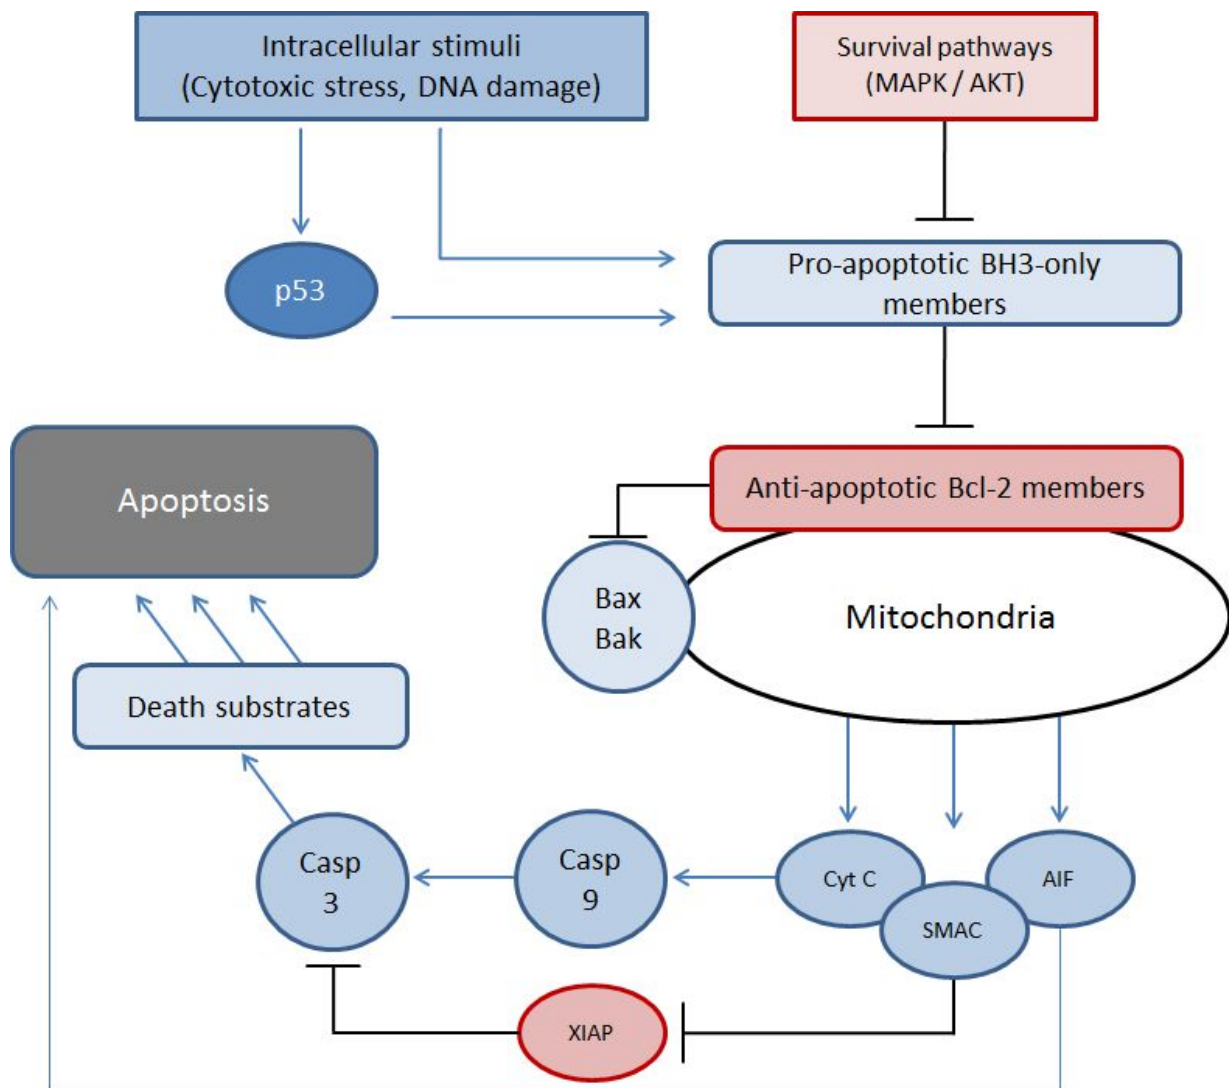 Intracellular stimuli
(Cytotoxic stress, DNA damage)
Survival pathways
(MAPK / AKT)
p53
Pro-apoptotic BH3-only
members
Apoptosis
Anti-apoptotic Bcl-2 members
Bax
Bak
Mitochondria
Death substrates
Casp
3
Casp
9
Cyt C
SMAC
AIF
XIAP